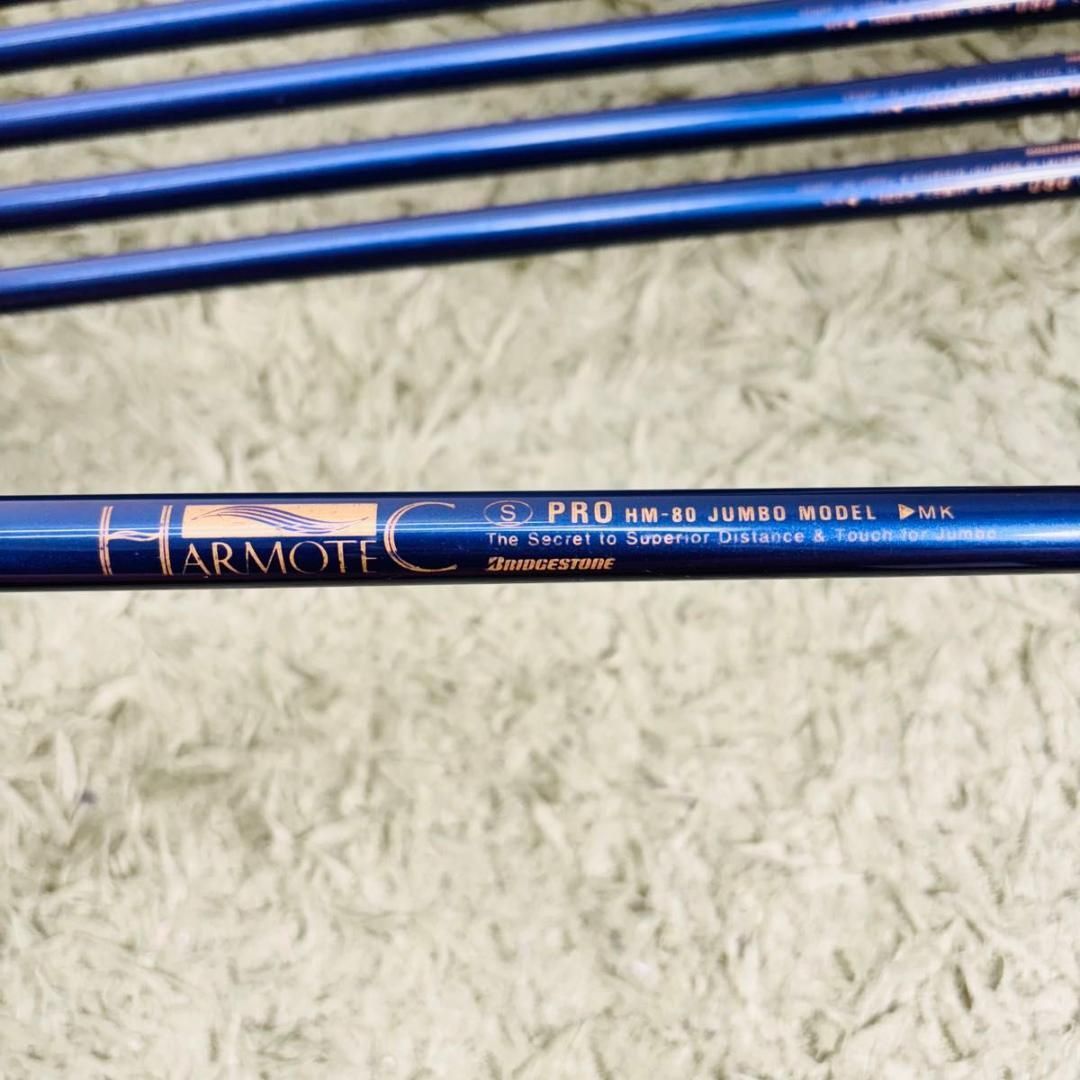 HARMOTEC
S PRO HM-80 JUMBO MODEL ▶MK
The Secret to Superior Distance & Touch for Jumbo
BRIDGESTONE